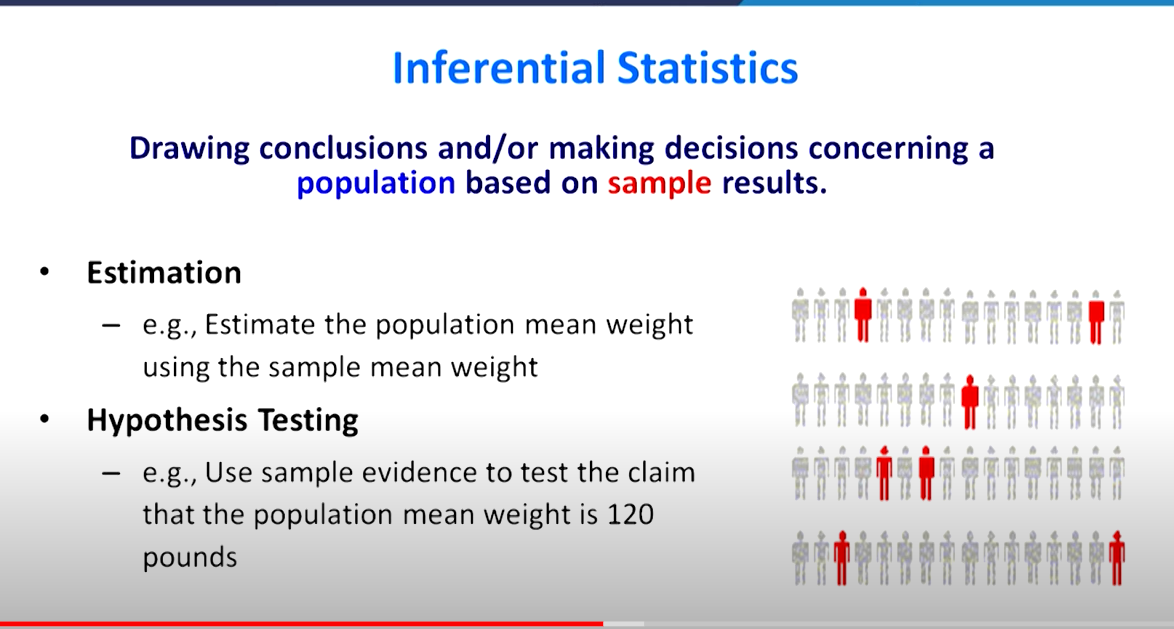 Inferential Statistics
Drawing conclusions and/or making decisions concerning a
population based on sample results.
• Estimation
– e.g., Estimate the population mean weight
using the sample mean weight
• Hypothesis Testing
– e.g., Use sample evidence to test the claim
that the population mean weight is 120
pounds